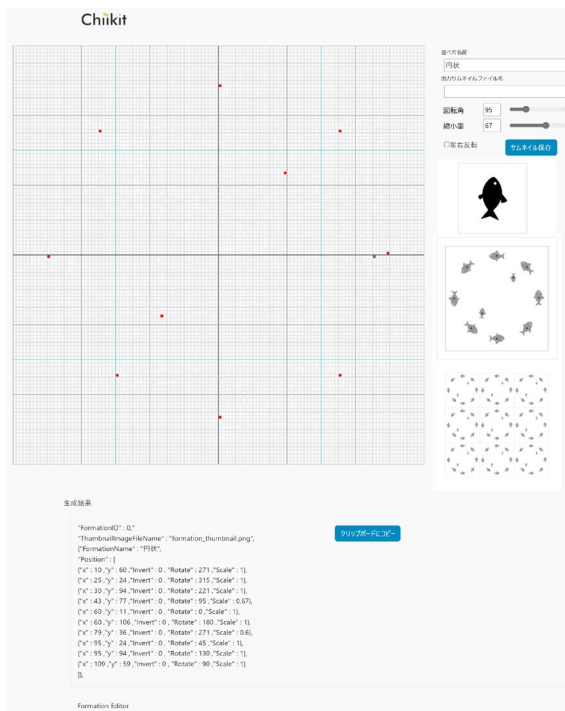 Chiikit
並べ方名前
円状
出力サムネイルファイル名
回転角 95
縮小率 67
左右反転 サムネイル保存
生成結果
クリップボードにコピー
"FormationID" : 0,"
"ThumbnailImageFileName" : "formation_thumbnail.png",
{"FormationName" : "円状",
"Position" : [
{"x" : 10 ,"y" : 60 ,"Invert" : 0 , "Rotate" : 271 ,"Scale" : 1},
{"x" : 25 ,"y" : 24 ,"Invert" : 0 , "Rotate" : 315 ,"Scale" : 1},
{"x" : 30 ,"y" : 94 ,"Invert" : 0 , "Rotate" : 221 ,"Scale" : 1},
{"x" : 43 ,"y" : 77 ,"Invert" : 0 , "Rotate" : 95 ,"Scale" : 0.67},
{"x" : 60 ,"y" : 11 ,"Invert" : 0 , "Rotate" : 0 ,"Scale" : 1},
{"x" : 60 ,"y" : 106 ,"Invert" : 0 , "Rotate" : 180 ,"Scale" : 1},
{"x" : 79 ,"y" : 36 ,"Invert" : 0 , "Rotate" : 271 ,"Scale" : 0.6},
{"x" : 95 ,"y" : 24 ,"Invert" : 0 , "Rotate" : 45 ,"Scale" : 1},
{"x" : 95 ,"y" : 94 ,"Invert" : 0 , "Rotate" : 130 ,"Scale" : 1},
{"x" : 109 ,"y" : 59 ,"Invert" : 0 , "Rotate" : 90 ,"Scale" : 1}
]},
Formation Editor